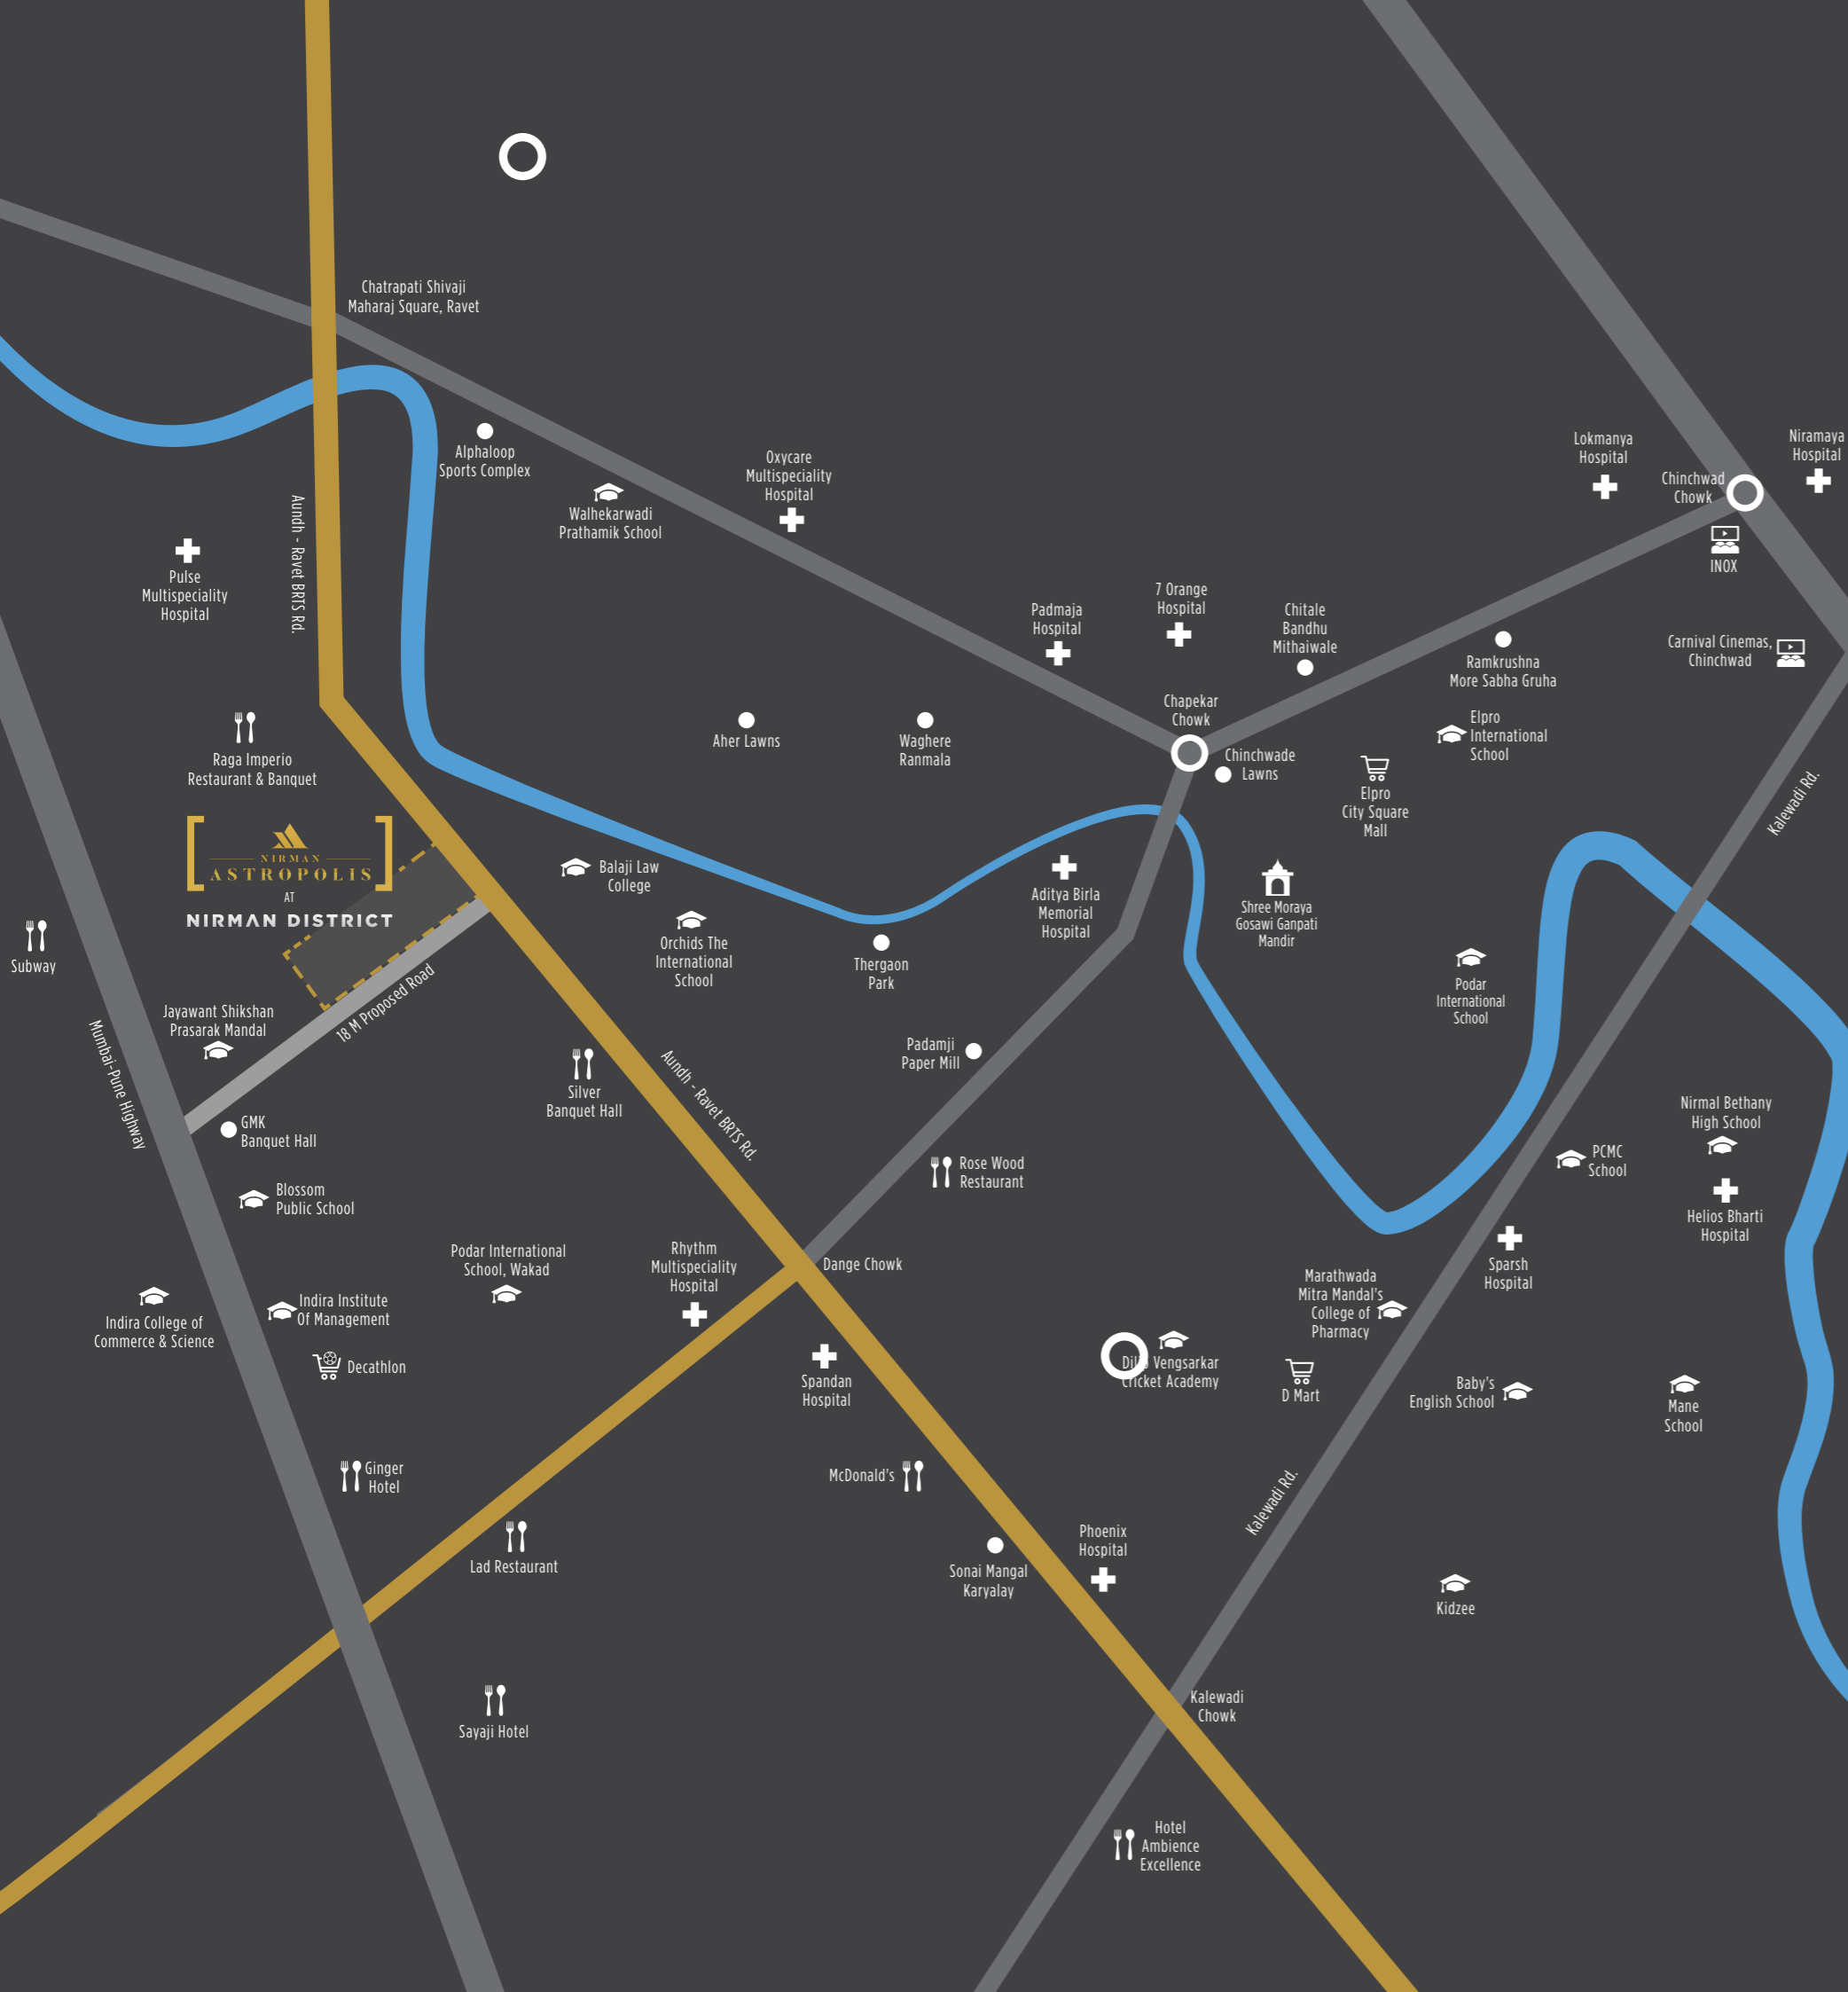 Chatrapati Shivaji
Maharaj Square, Ravet
Alphaloop
Sports Complex
Walhekarwadi
Prathamik School
Oxycare
Multispeciality
Hospital
Lokmanya
Hospital
Niramaya
Hospital
Chinchwad
Chowk
INOX
Aundh - Ravet BRTS Rd.
Pulse
Multispeciality
Hospital
Padmaja
Hospital
7 Orange
Hospital
Chitale
Bandhu
Mithaiwale
Ramkrushna
More Sabha Gruha
Carnival Cinemas,
Chinchwad
Chapekar
Chowk
Raga Imperio
Restaurant & Banquet
Aher Lawns
Waghere
Ranmala
Chinchwade
Lawns
Elpro
International
School
Elpro
City Square
Mall
Kalewadi Rd.
NIRMAN
ASTROPOLIS
AT
NIRMAN DISTRICT
Balaji Law
College
Orchids The
International
School
Thergaon
Park
Aditya Birla
Memorial
Hospital
Shree Moraya
Gosawi Ganpati
Mandir
Podar
International
School
Subway
Jayawant Shikshan
Prasarak Mandal
18 M Proposed Road
Mumbai-Pune Highway
GMK
Banquet Hall
Silver
Banquet Hall
Aundh - Ravet BRTS Rd.
Padamji
Paper Mill
Nirmal Bethany
High School
PCMC
School
Rose Wood
Restaurant
Blossom
Public School
Helios Bharti
Hospital
Podar International
School, Wakad
Rhythm
Multispeciality
Hospital
Dange Chowk
Sparsh
Hospital
Marathwada
Mitra Mandal's
College of
Pharmacy
Indira College of
Commerce & Science
Indira Institute
Of Management
Decathlon
Spandan
Hospital
Dilip Vengsarkar
Cricket Academy
D Mart
Baby's
English School
Mane
School
Ginger
Hotel
McDonald's
Kalewadi Rd.
Lad Restaurant
Sonai Mangal
Karyalay
Phoenix
Hospital
Kidzee
Sayaji Hotel
Kalewadi
Chowk
Hotel
Ambience
Excellence